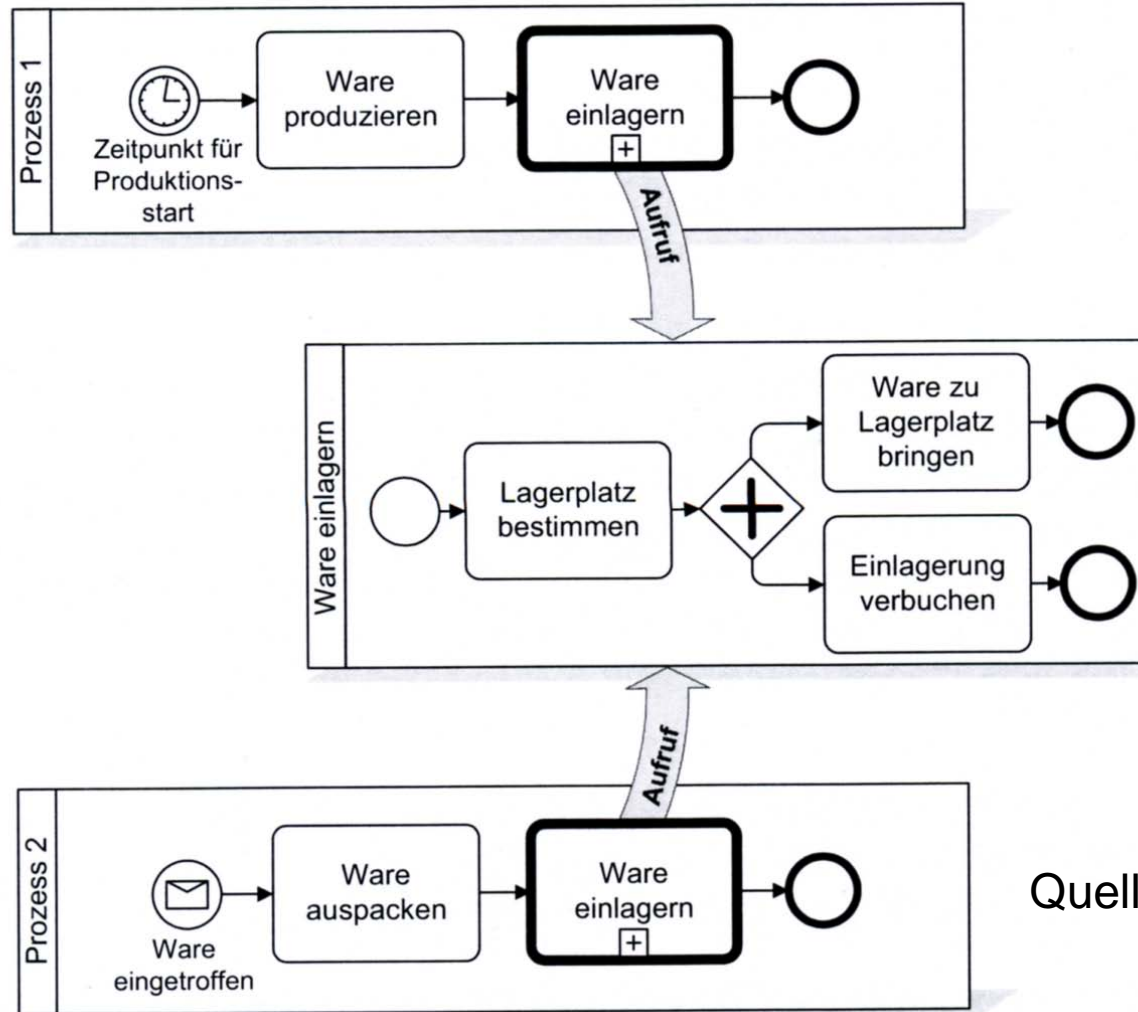 Prozess 1
Zeitpunkt für
Produktions-
start
Ware
produzieren
Ware
einlagern
Aufruf
Ware einlagern
Lagerplatz
bestimmen
Ware zu
Lagerplatz
bringen
Einlagerung
verbuchen
Aufruf
Prozess 2
Ware
eingetroffen
Ware
auspacken
Ware
einlagern
Quell